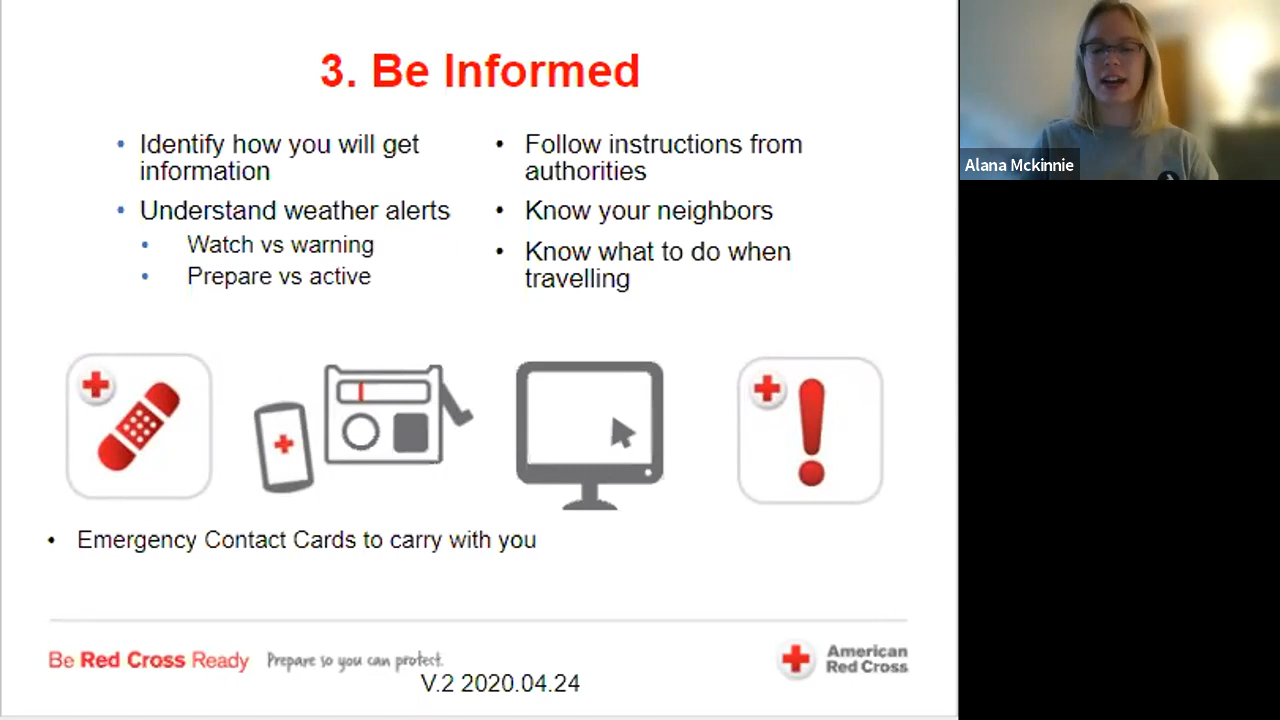 3. Be Informed
• Identify how you will get
information
• Understand weather alerts
• Watch vs warning
• Prepare vs active
• Follow instructions from
authorities
• Know your neighbors
• Know what to do when
travelling
• Emergency Contact Cards to carry with you
Be Red Cross Ready
Prepare so you can protect.
American
Red Cross
V.2 2020.04.24
Alana Mckinnie